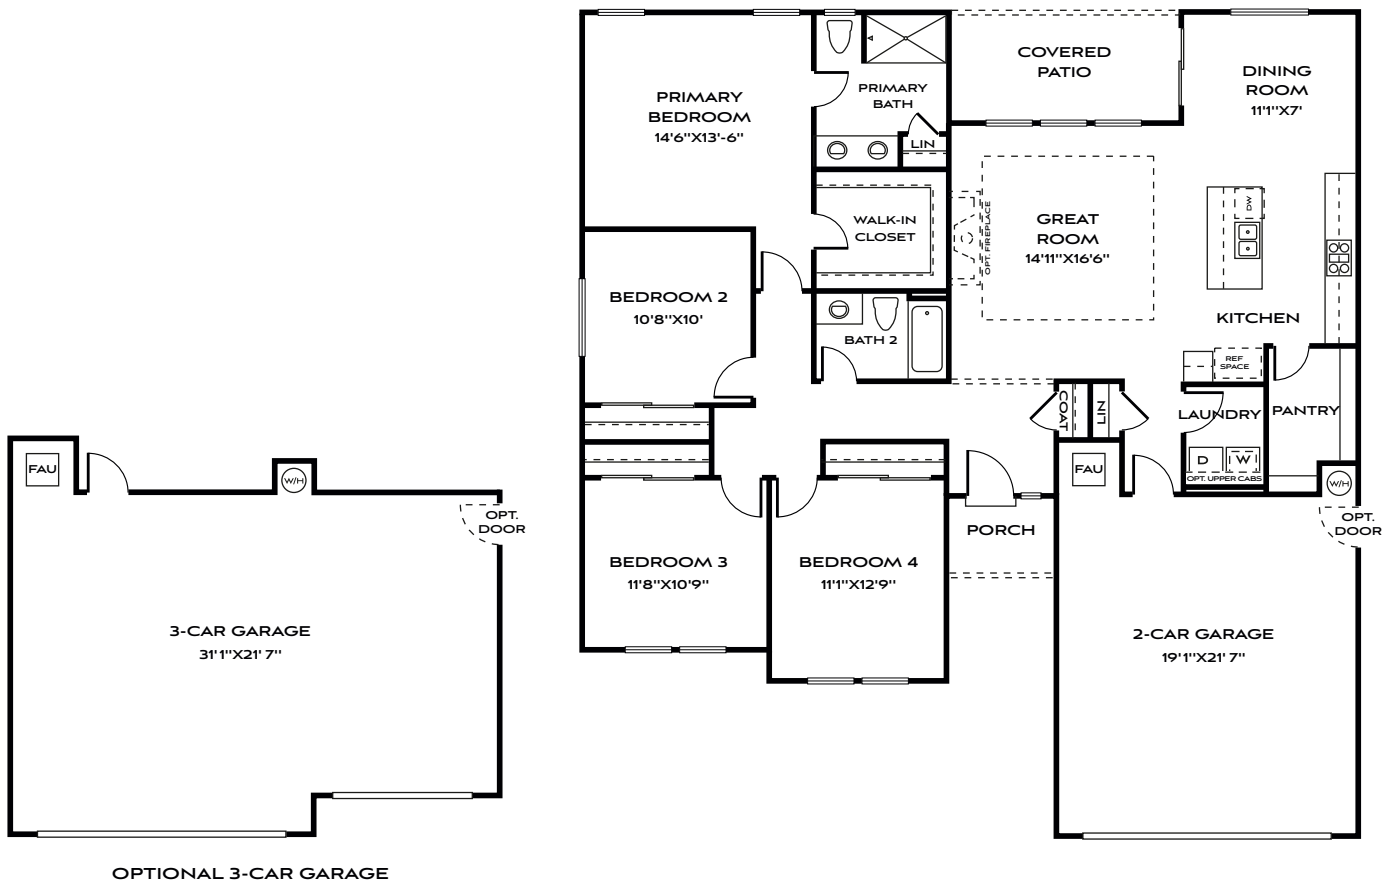 COVERED
PATIO
DINING
ROOM
11'1"X7'
PRIMARY
BEDROOM
14'6"X13'-6"
PRIMARY
BATH
LIN
WALK-IN
CLOSET
OPT. FIREPLACE
GREAT
ROOM
14'11"X16'6"
DW
KITCHEN
BEDROOM 2
10'8"X10'
BATH 2
REF
SPACE
COAT
LIN
LAUNDRY
PANTRY
D
W
OPT. UPPER CABS
FAU
W/H
OPT.
DOOR
PORCH
BEDROOM 3
11'8"X10'9"
BEDROOM 4
11'1"X12'9"
2-CAR GARAGE
19'1"X21' 7"
FAU
W/H
OPT.
DOOR
3-CAR GARAGE
31'1"X21' 7"
OPTIONAL 3-CAR GARAGE